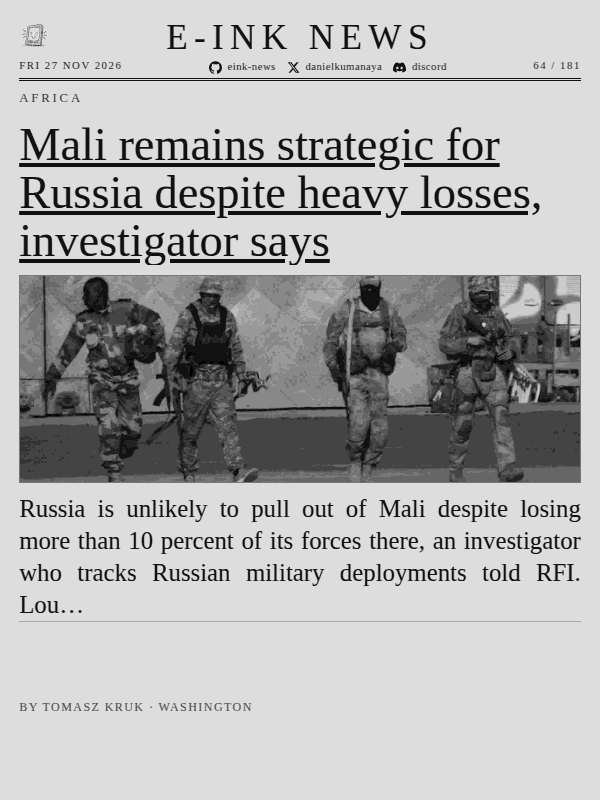 E-INK NEWS
FRI 27 NOV 2026
eink-news danielkumanaya discord
64 / 181
AFRICA
Mali remains strategic for
Russia despite heavy losses,
investigator says
Russia is unlikely to pull out of Mali despite losing
more than 10 percent of its forces there, an investigator
who tracks Russian military deployments told RFI.
Lou…
BY TOMASZ KRUK · WASHINGTON